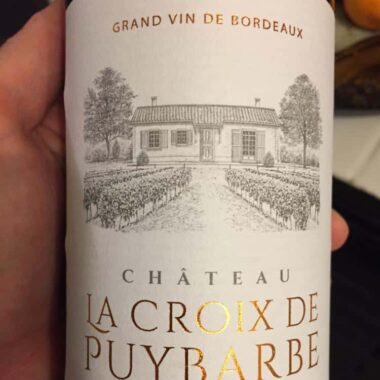 GRAND VIN DE BORDEAUX
CHÂTEAU
LA CROIX DE
PUYBARBE